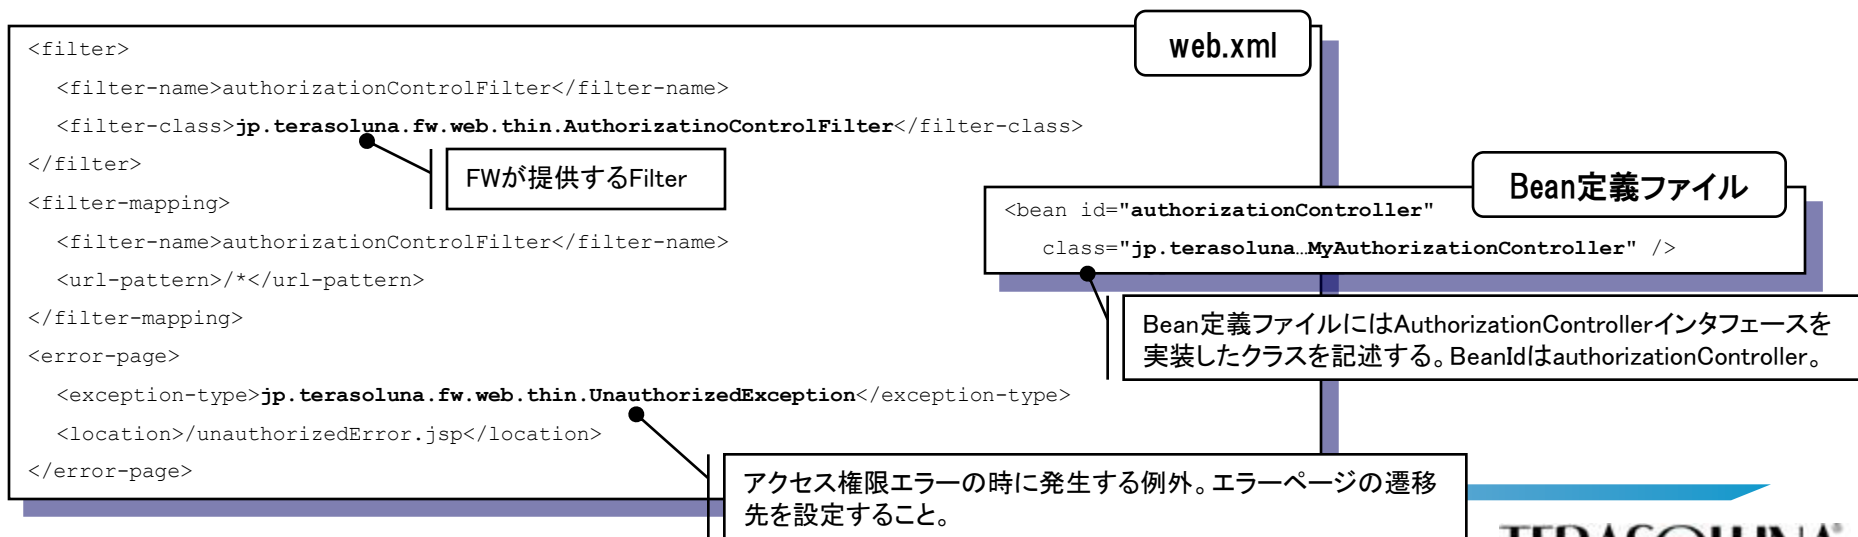 web.xml
<filter>
<filter-name>authorizationControlFilter</filter-name>
<filter-class>jp.terasoluna.fw.web.thin.AuthorizatinoControlFilter</filter-class>
</filter>
FWが提供するFilter
<filter-mapping>
<filter-name>authorizationControlFilter</filter-name>
<url-pattern>/*</url-pattern>
</filter-mapping>
<error-page>
<exception-type>jp.terasoluna.fw.web.thin.UnauthorizedException</exception-type>
<location>/unauthorizedError.jsp</location>
</error-page>
アクセス権限エラーの時に発生する例外。エラーページの遷移
先を設定すること。
Bean定義ファイル
<bean id="authorizationController"
class="jp.terasoluna…MyAuthorizationController" />
Bean定義ファイルにはAuthorizationControllerインタフェースを
実装したクラスを記述する。BeanIdはauthorizationController。
TERASOLUNA®